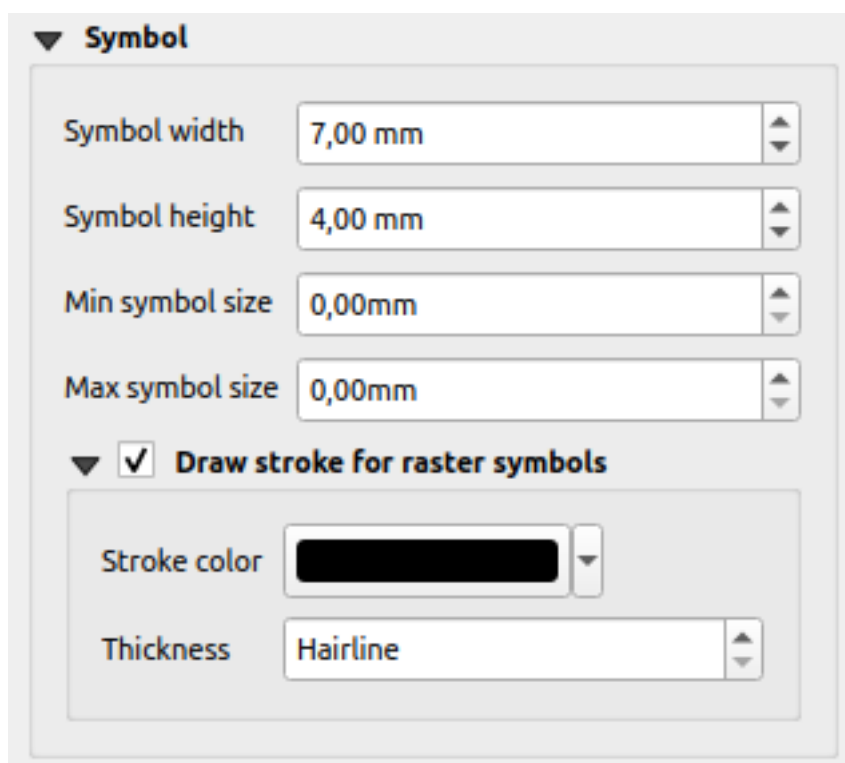 Symbol
Symbol width 7,00 mm
Symbol height 4,00 mm
Min symbol size 0,00mm
Max symbol size 0,00mm
Draw stroke for raster symbols
Stroke color
Thickness Hairline